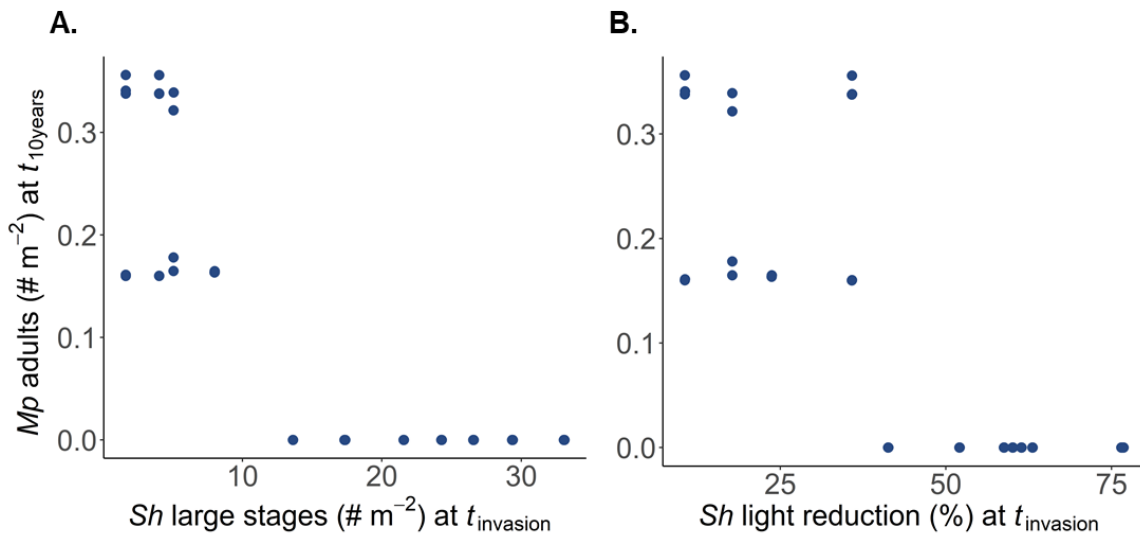 A.
B.
Mp adults (# m⁻²) at t10years
0.3
0.2
0.1
0.0
10 20 30
Sh large stages (# m⁻²) at tinvasion
0.3
0.2
0.1
0.0
25 50 75
Sh light reduction (%) at tinvasion